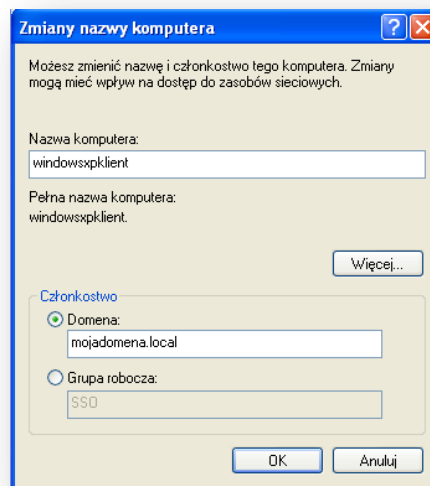 Zmiany nazwy komputera
Możesz zmienić nazwę i członkostwo tego komputera. Zmiany
mogą mieć wpływ na dostęp do zasobów sieciowych.
Nazwa komputera:
windowsxpklient
Pełna nazwa komputera:
windowsxpklient.
Więcej...
Członkostwo
Domena:
mojadomena.local
Grupa robocza:
SSO
OK
Anuluj